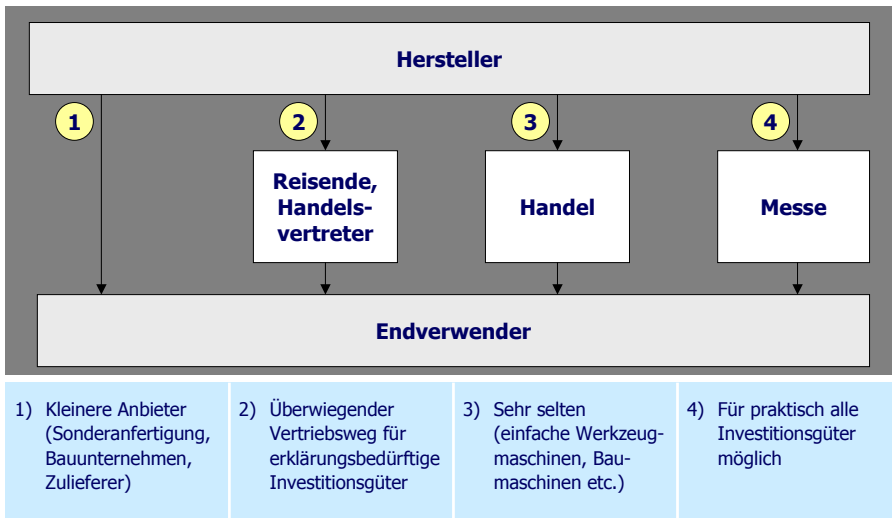 Hersteller
1
2
3
4
Reisende,
Handels-
vertreter
Handel
Messe
Endverwender
1) Kleinere Anbieter
(Sonderanfertigung,
Bauunternehmen,
Zulieferer)
2) Überwiegender
Vertriebsweg für
erklärungsbedürftige
Investitionsgüter
3) Sehr selten
(einfache Werkzeug-
maschinen, Bau-
maschinen etc.)
4) Für praktisch alle
Investitionsgüter
möglich